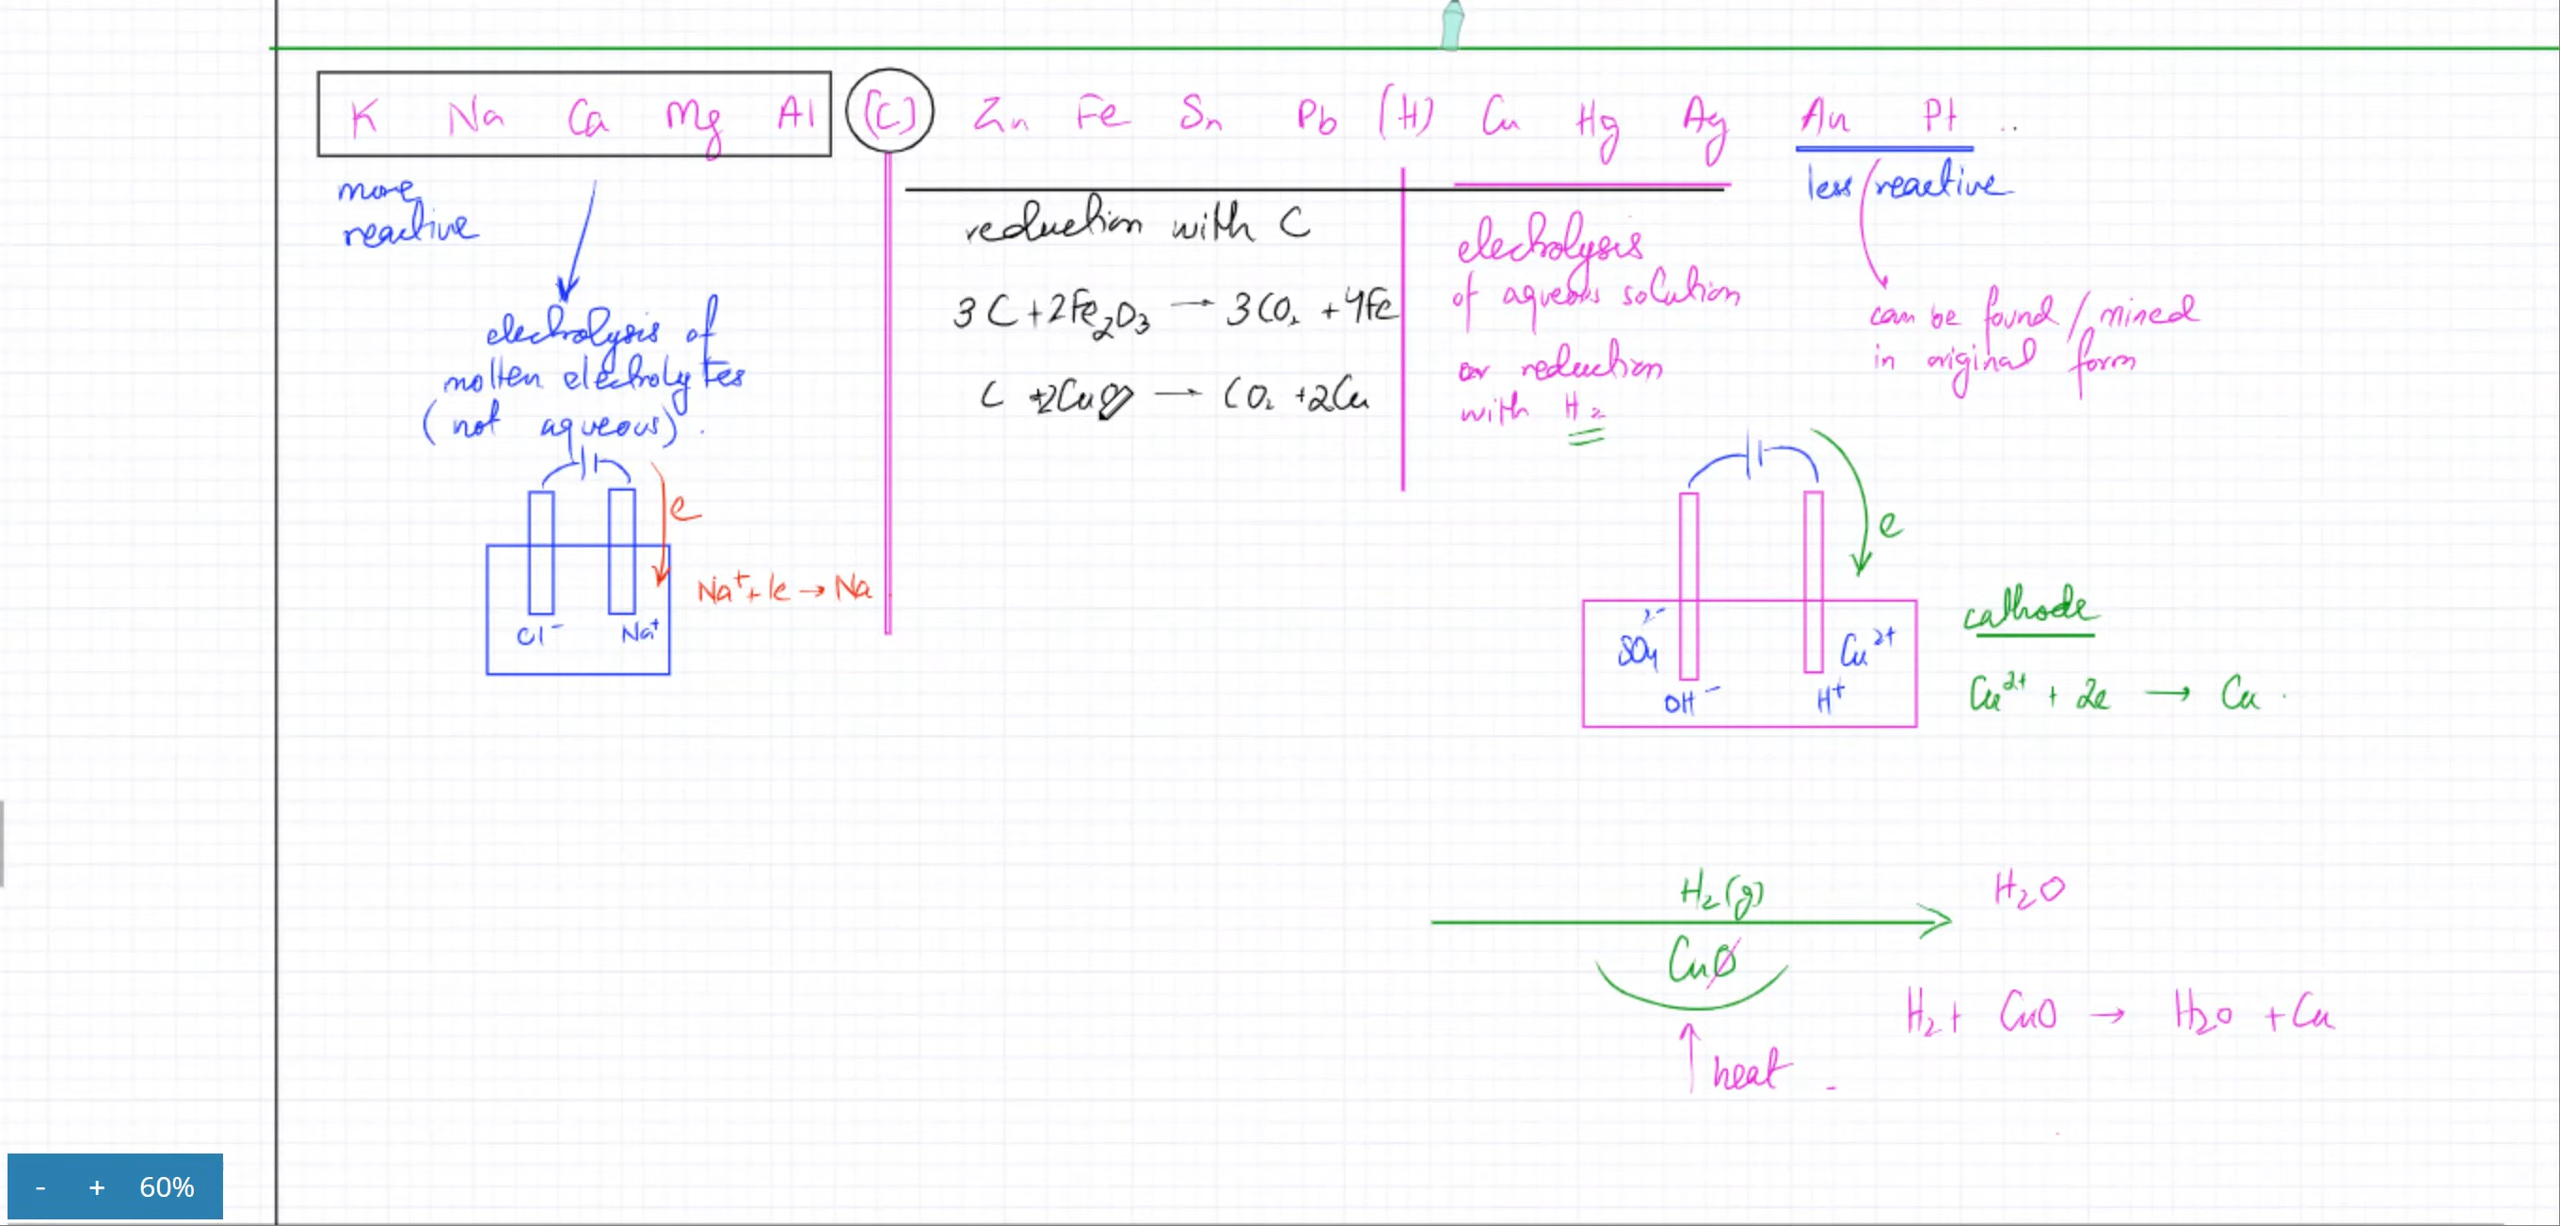 K Na Ca Mg Al (C) Zn Fe Sn Pb (H) Cu Hg Ag Au Pt ..
more
reactive
electrolysis of
molten electrolytes
(not aqueous).
e
Na⁺ + 1e → Na
Cl⁻ Na⁺
reduction with C
3C + 2Fe₂O₃ → 3CO₂ + 4Fe
C + 2CuO → CO₂ + 2Cu
electrolysis
of aqueous solution
or reduction
with H₂
less reactive
can be found / mined
in original form
e
SO₄²⁻ Cu²⁺
OH⁻ H⁺
cathode
Cu²⁺ + 2e → Cu.
H₂(g) H₂O
CuO
H₂ + CuO → H₂O + Cu
heat
- + 60%